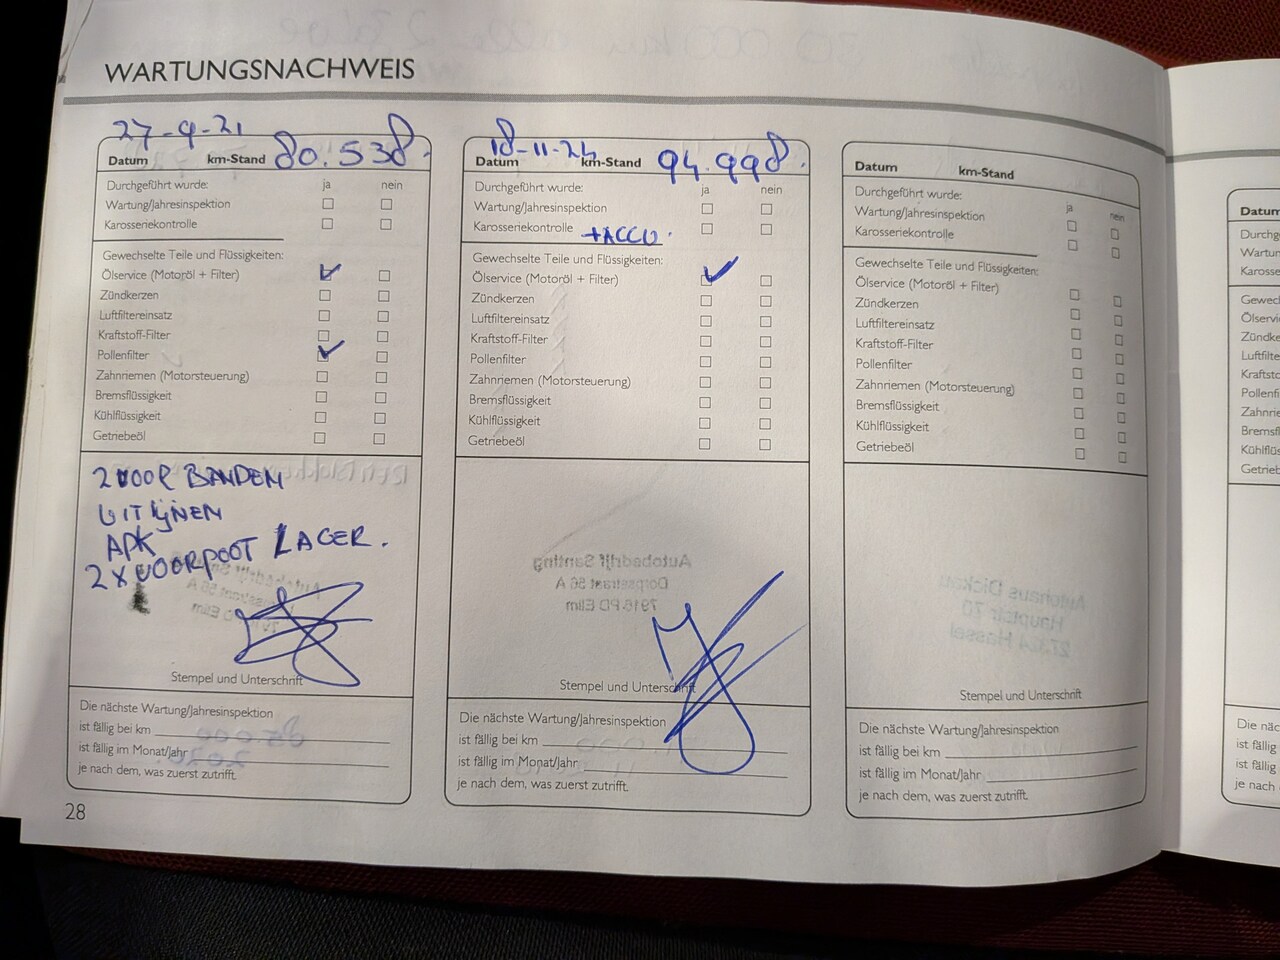 WARTUNGSNACHWEIS
27-9-21
Datum km-Stand 80.538.
Durchgeführt wurde: ja nein
Wartung/Jahresinspektion
Karosseriekontrolle
Gewechselte Teile und Flüssigkeiten:
Ölservice (Motoröl + Filter)
Zündkerzen
Luftfiltereinsatz
Kraftstoff-Filter
Pollenfilter
Zahnriemen (Motorsteuerung)
Bremsflüssigkeit
Kühlflüssigkeit
Getriebeöl
2 VOOR BANDEN
UITLIJNEN
APK
2X VOORPOOT LAGER.
Stempel und Unterschrift
Die nächste Wartung/Jahresinspektion
ist fällig bei km
ist fällig im Monat/Jahr
je nach dem, was zuerst zutrifft.
28
18-11-24
Datum km-Stand 94.998.
Durchgeführt wurde: ja nein
Wartung/Jahresinspektion
Karosseriekontrolle +ACCU.
Gewechselte Teile und Flüssigkeiten:
Ölservice (Motoröl + Filter)
Zündkerzen
Luftfiltereinsatz
Kraftstoff-Filter
Pollenfilter
Zahnriemen (Motorsteuerung)
Bremsflüssigkeit
Kühlflüssigkeit
Getriebeöl
Autobedrijf Santing
Dorpsstraat 56 A
7916 PD Elim
Stempel und Unterschrift
Die nächste Wartung/Jahresinspektion
ist fällig bei km
ist fällig im Monat/Jahr
je nach dem, was zuerst zutrifft.
Datum km-Stand
Durchgeführt wurde: ja nein
Wartung/Jahresinspektion
Karosseriekontrolle
Gewechselte Teile und Flüssigkeiten:
Ölservice (Motoröl + Filter)
Zündkerzen
Luftfiltereinsatz
Kraftstoff-Filter
Pollenfilter
Zahnriemen (Motorsteuerung)
Bremsflüssigkeit
Kühlflüssigkeit
Getriebeöl
Stempel und Unterschrift
Die nächste Wartung/Jahresinspektion
ist fällig bei km
ist fällig im Monat/Jahr
je nach dem, was zuerst zutrifft.
Datum
Die
ist fällig
ist fällig
je nach